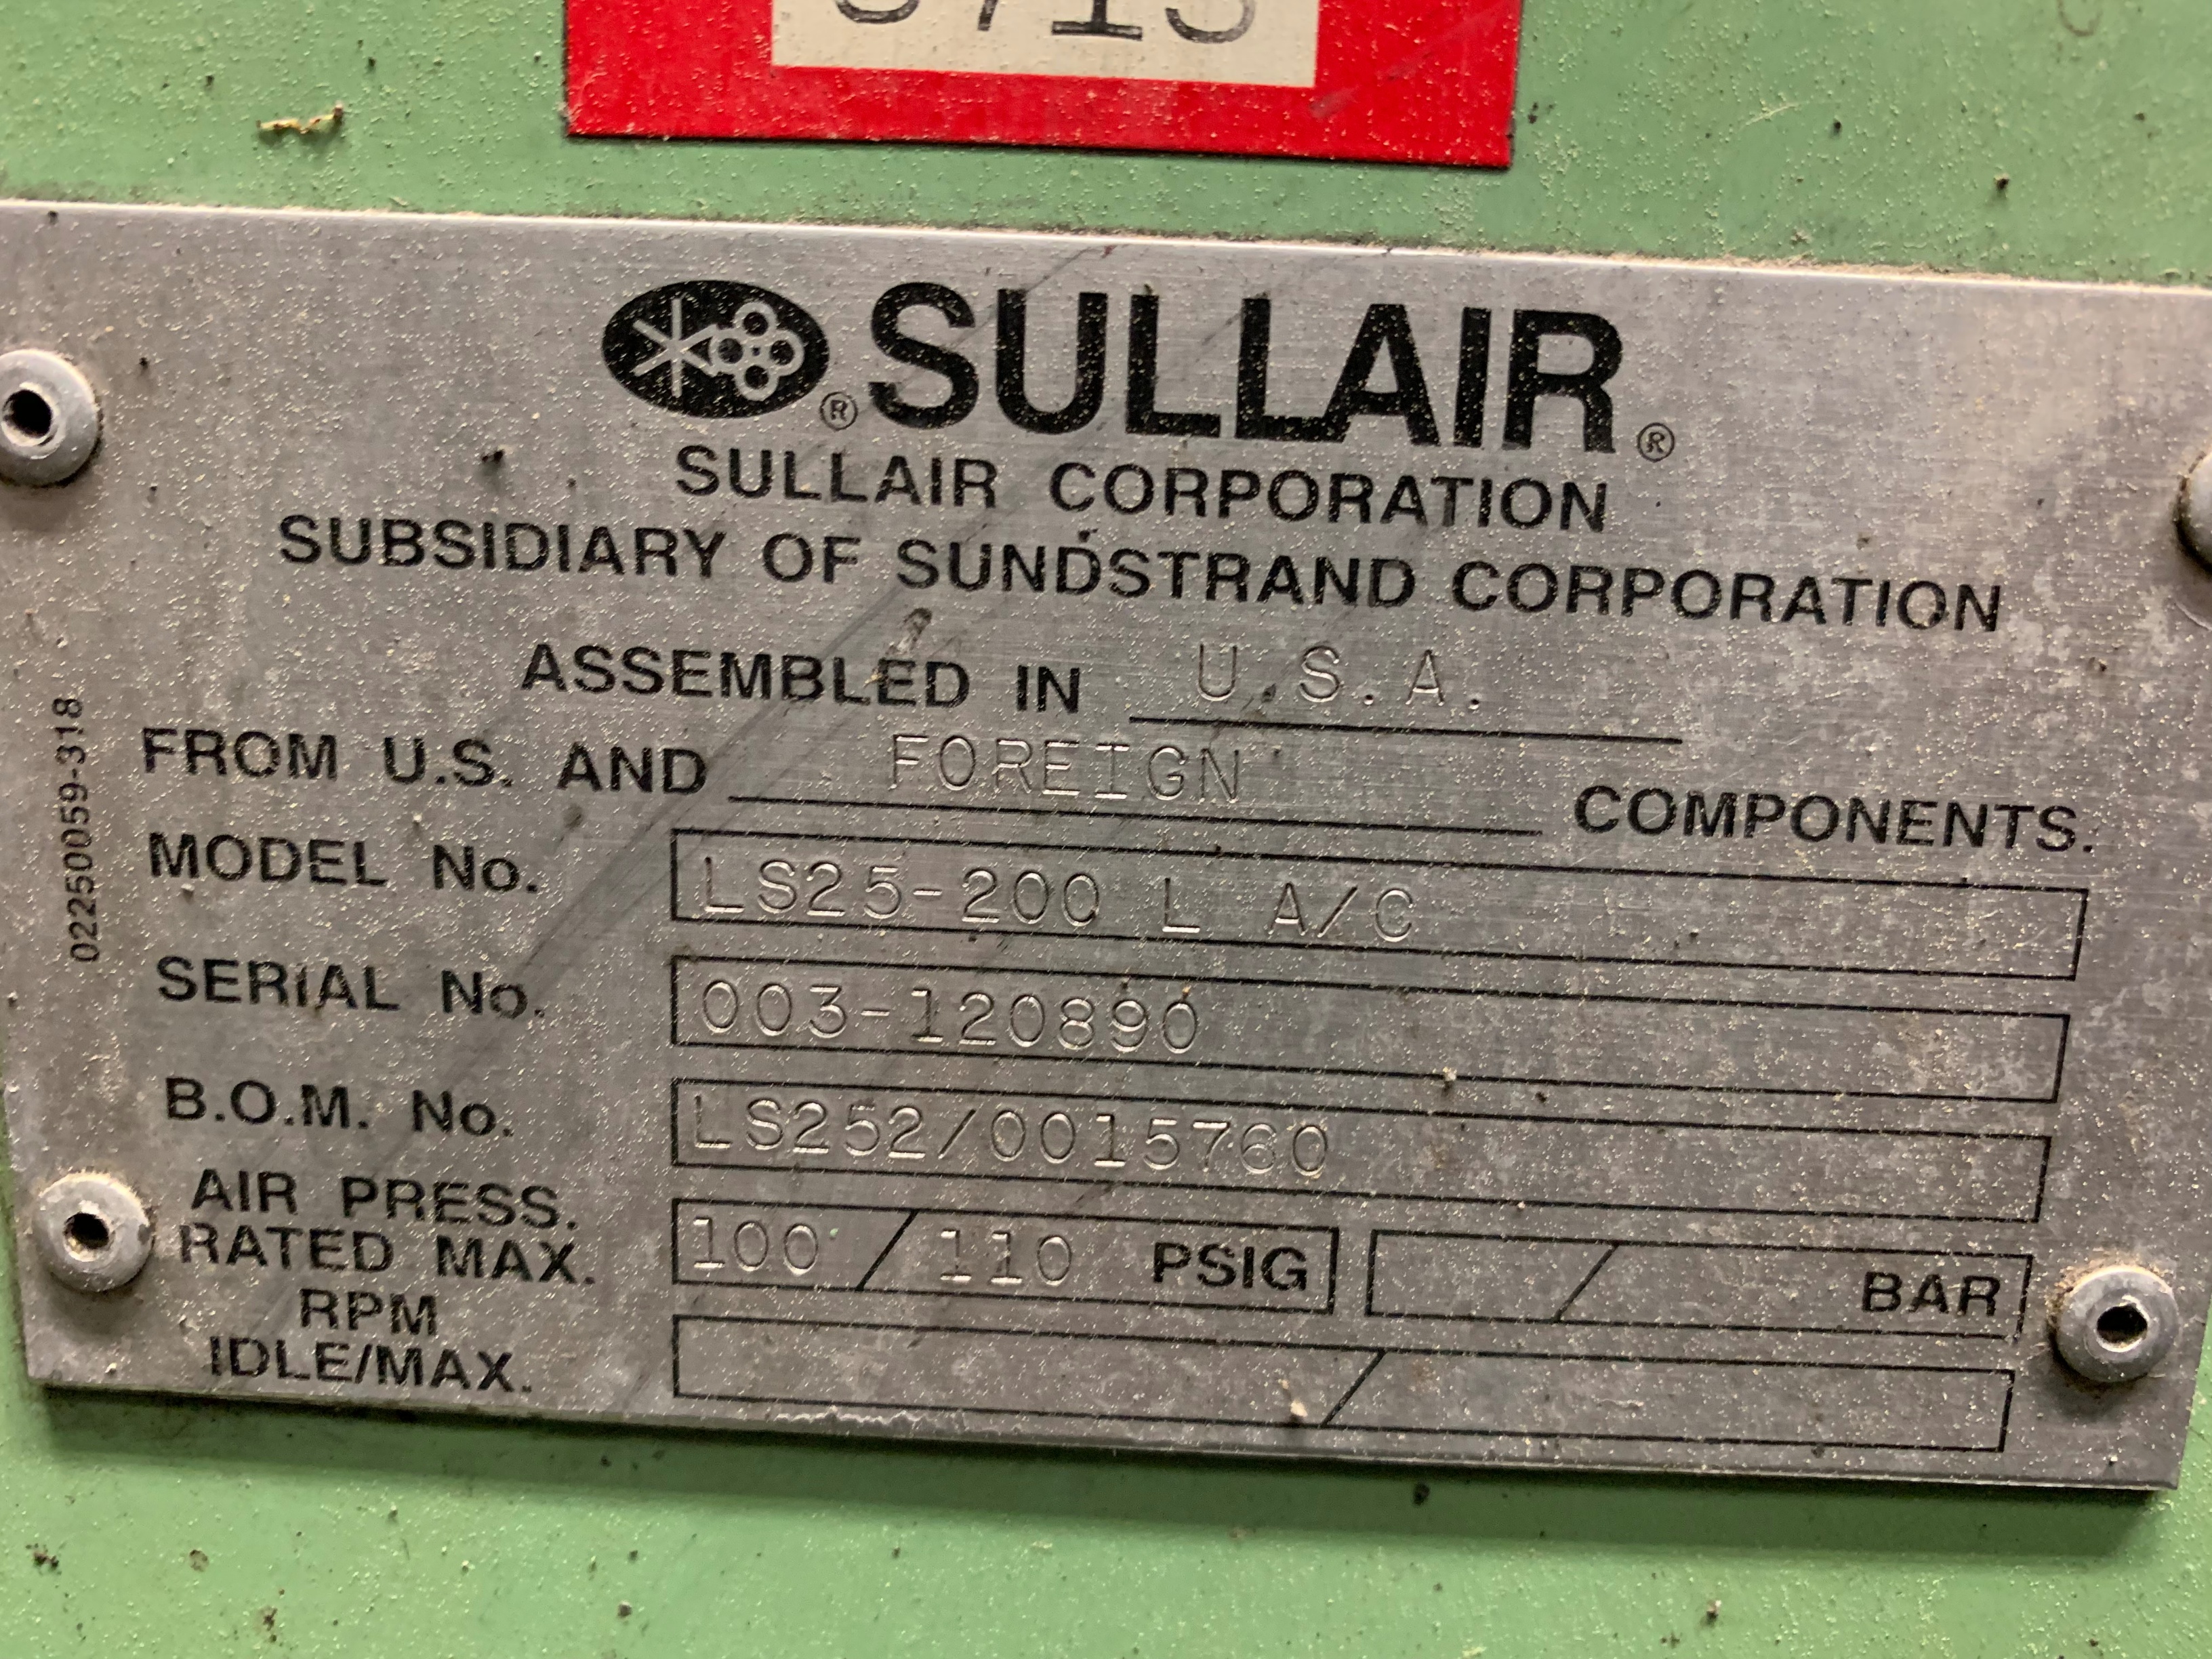 SULLAIR
SULLAIR CORPORATION
SUBSIDIARY OF SUNDSTRAND CORPORATION
ASSEMBLED IN U.S.A.
FROM U.S. AND FOREIGN COMPONENTS.
MODEL No. LS25-200 L A/C
SERIAL No. 003-120890
B.O.M. No. LS252/0015760
AIR PRESS.
RATED MAX. 100 / 110 PSIG / BAR
RPM
IDLE/MAX. /
02250059-318